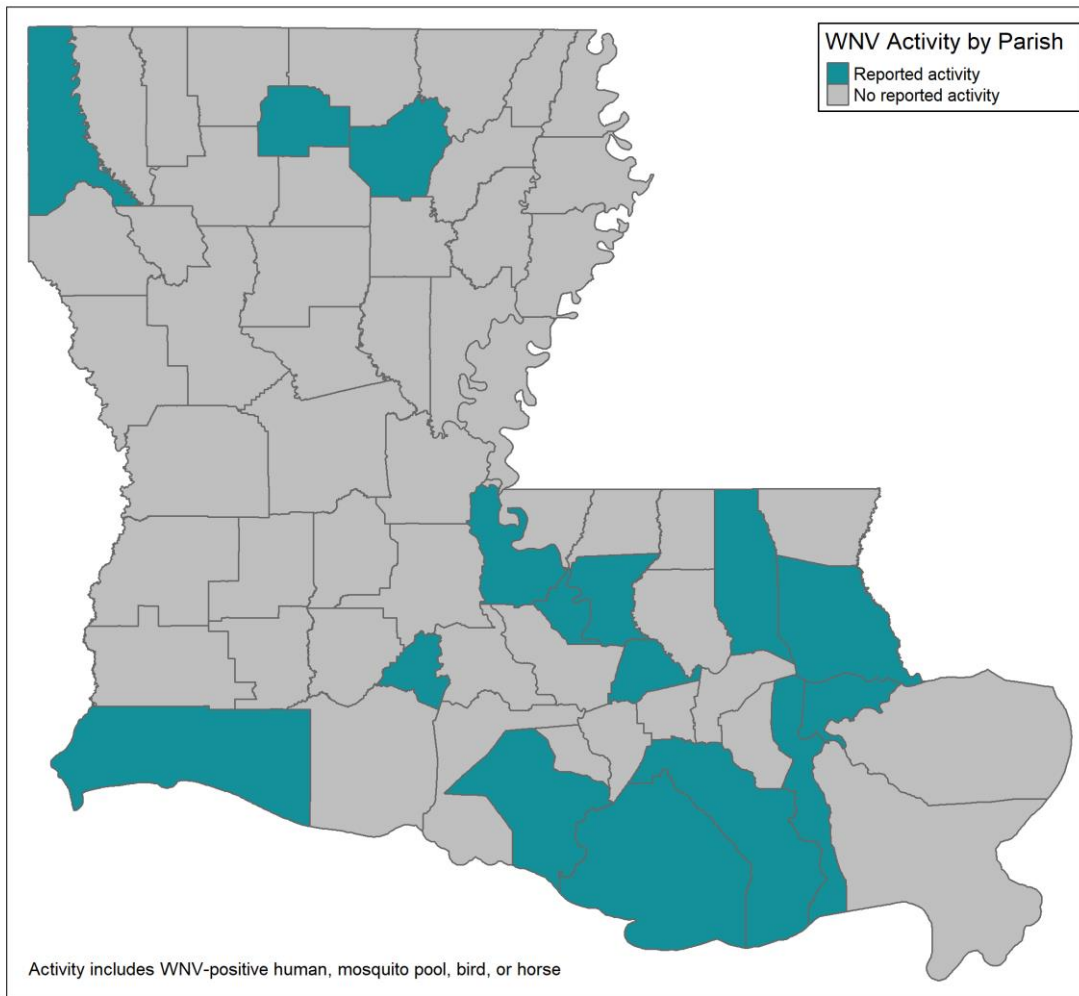 WNV Activity by Parish
Reported activity
No reported activity
Activity includes WNV-positive human, mosquito pool, bird, or horse